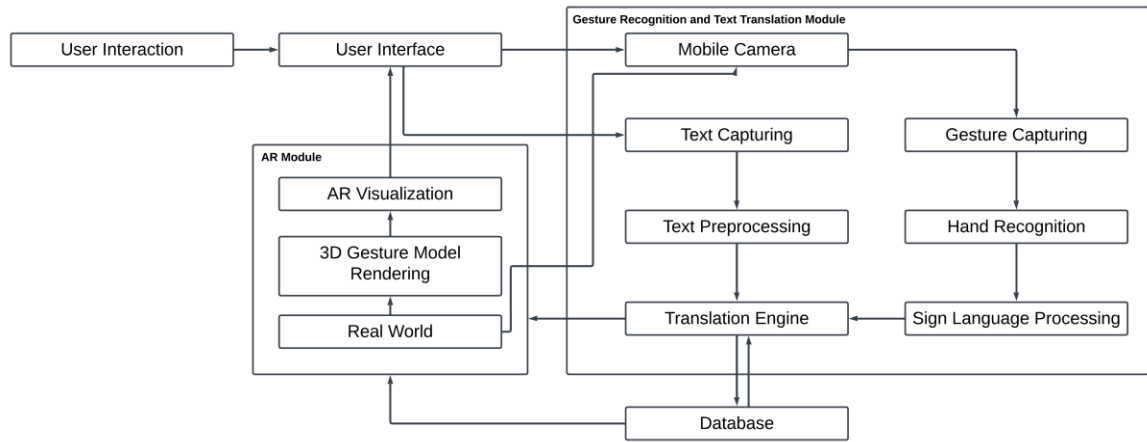 Gesture Recognition and Text Translation Module
User Interaction
User Interface
Mobile Camera
Text Capturing
Gesture Capturing
AR Module
AR Visualization
Text Preprocessing
Hand Recognition
3D Gesture Model
Rendering
Real World
Translation Engine
Sign Language Processing
Database